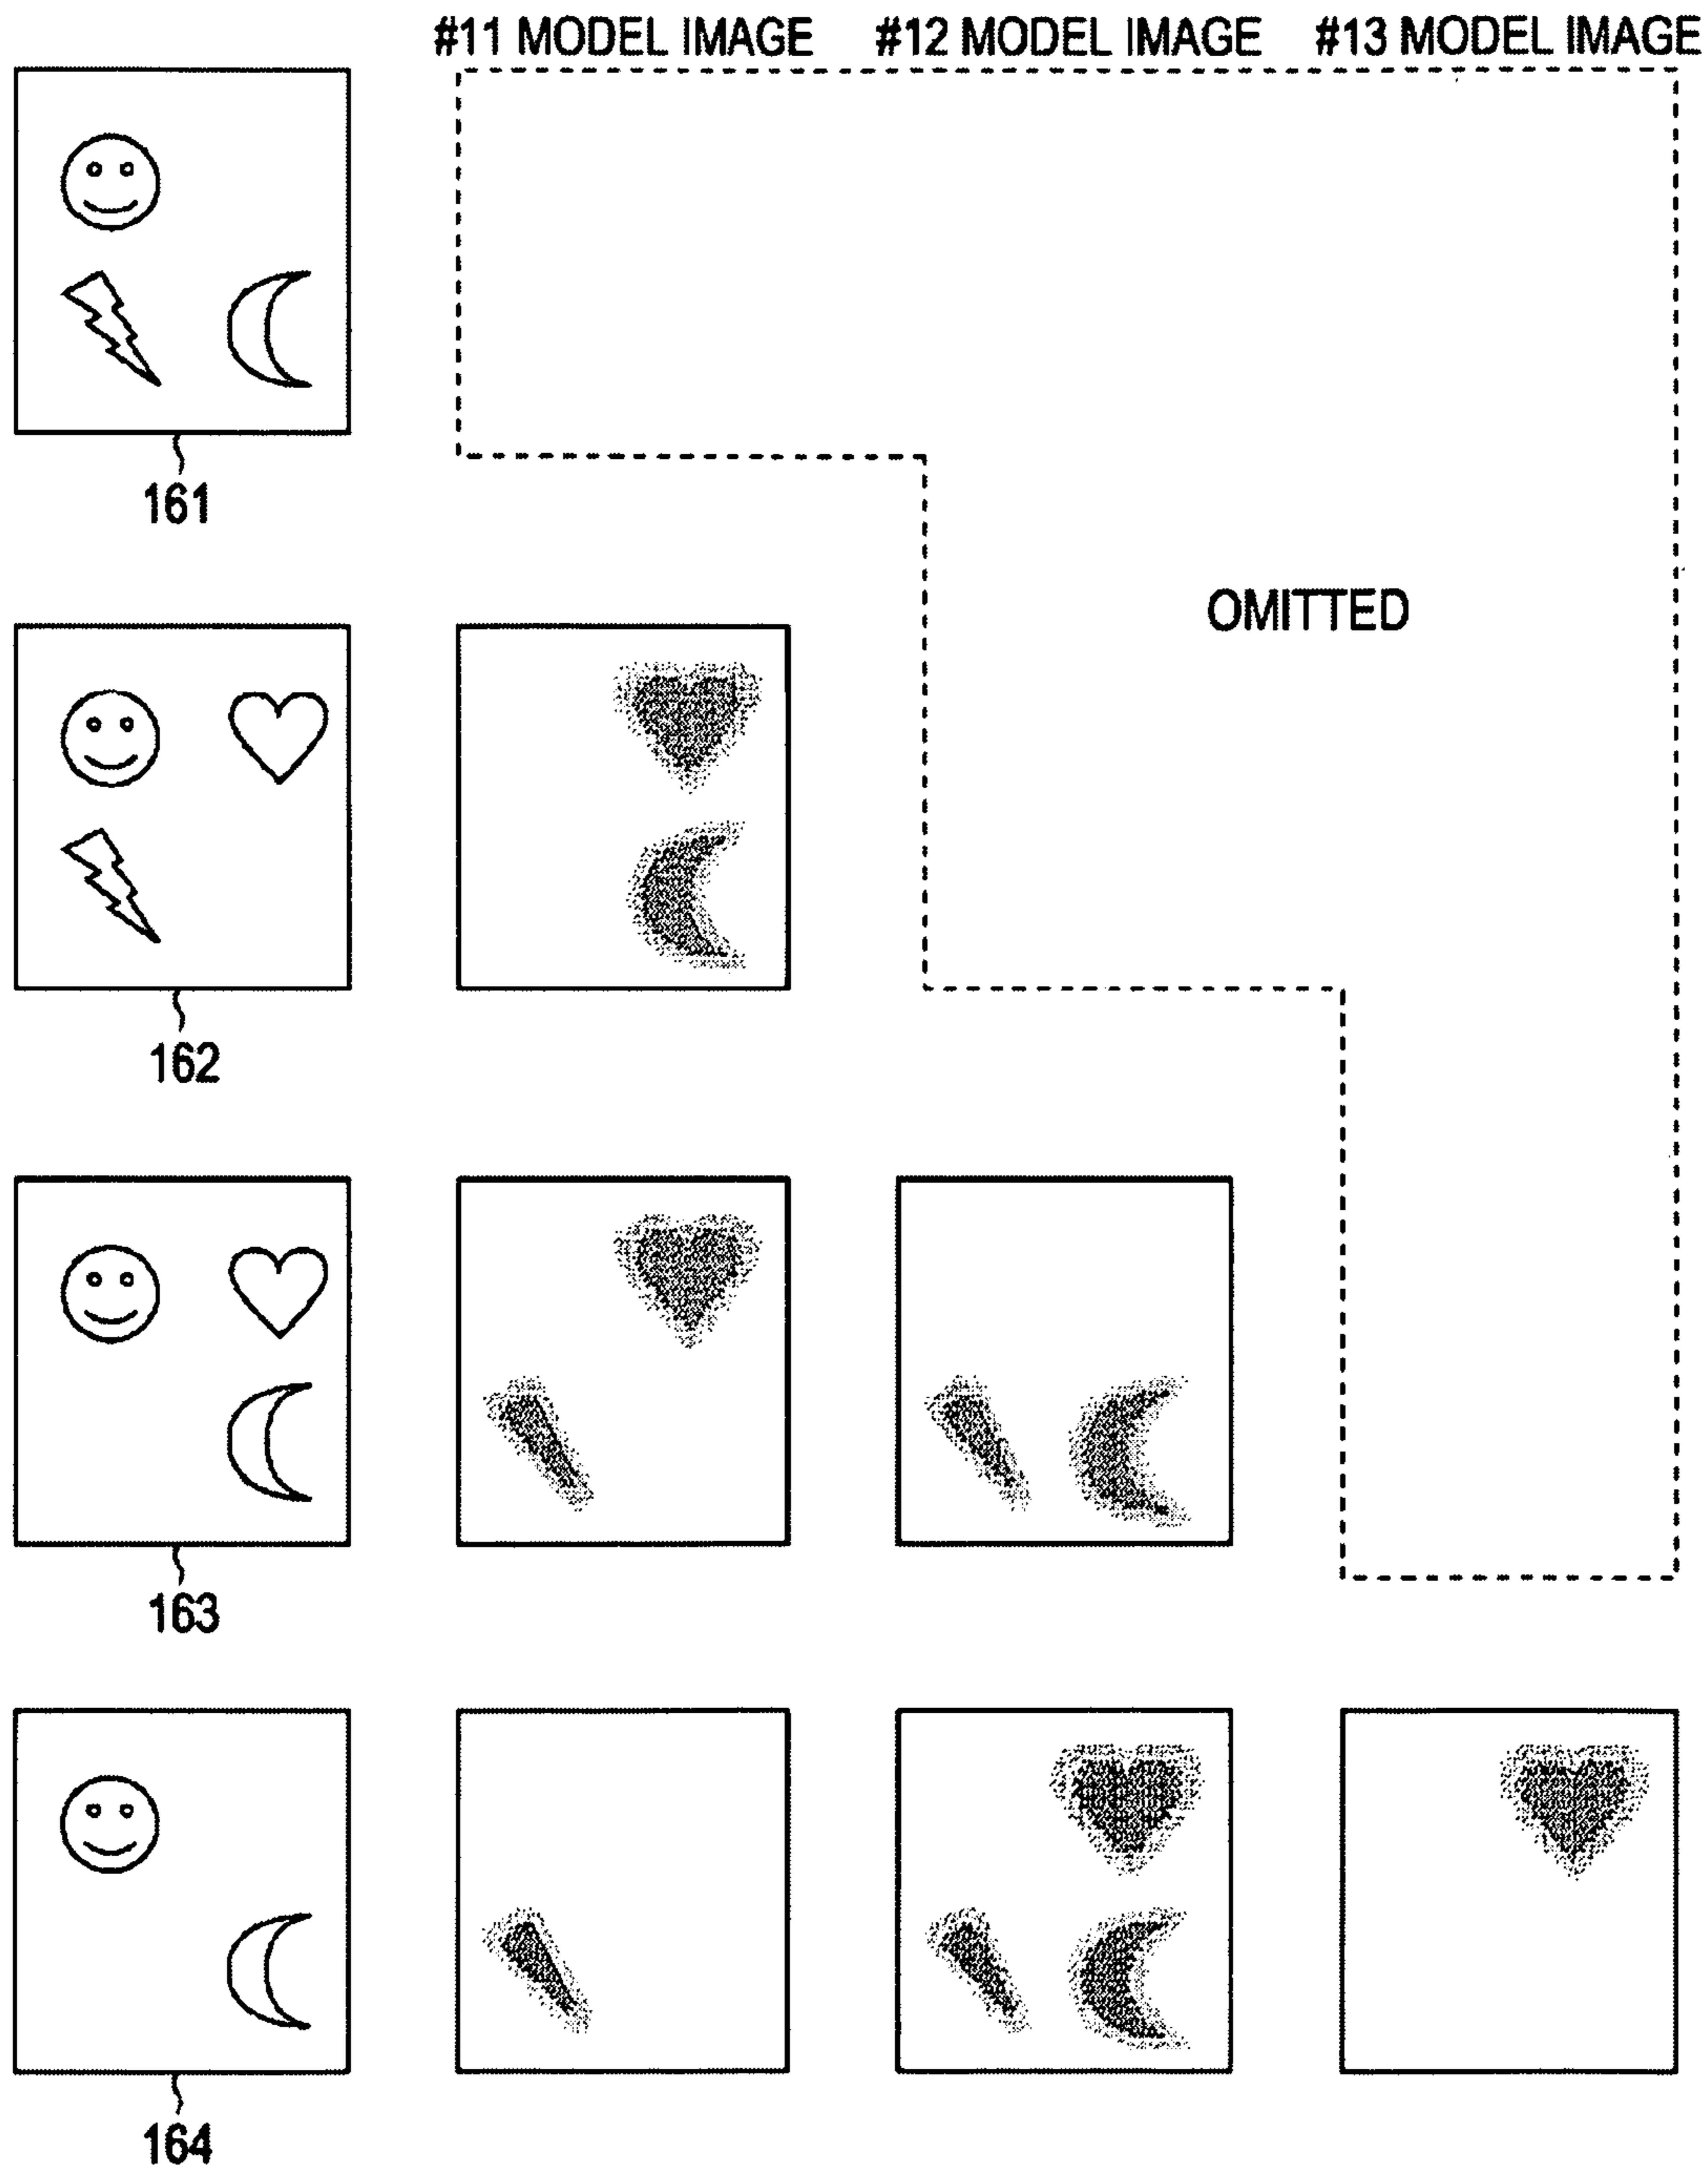 #11 MODEL IMAGE #12 MODEL IMAGE #13 MODEL IMAGE
161
OMITTED
162
163
164